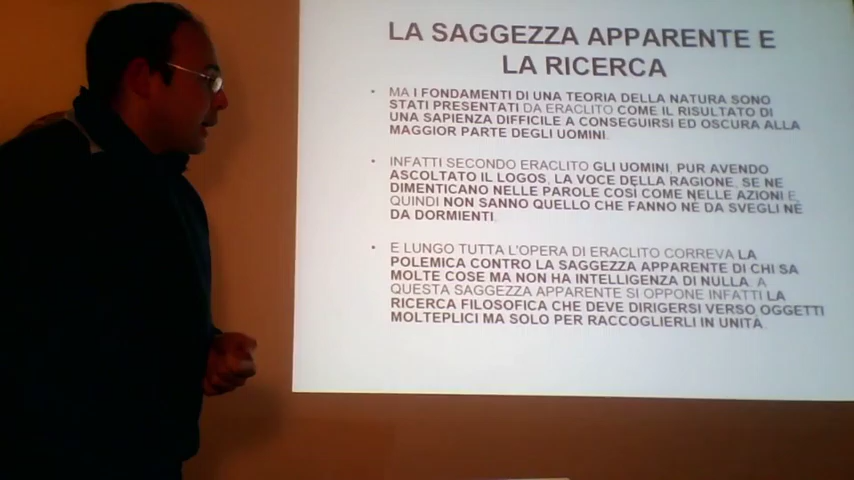 LA SAGGEZZA APPARENTE E
LA RICERCA
• MA I FONDAMENTI DI UNA TEORIA DELLA NATURA SONO
STATI PRESENTATI DA ERACLITO COME IL RISULTATO DI
UNA SAPIENZA DIFFICILE A CONSEGUIRSI ED OSCURA ALLA
MAGGIOR PARTE DEGLI UOMINI.
• INFATTI SECONDO ERACLITO GLI UOMINI, PUR AVENDO
ASCOLTATO IL LOGOS, LA VOCE DELLA RAGIONE, SE NE
DIMENTICANO NELLE PAROLE COSÌ COME NELLE AZIONI E
QUINDI NON SANNO QUELLO CHE FANNO NÉ DA SVEGLI NÉ
DA DORMIENTI.
• E LUNGO TUTTA L'OPERA DI ERACLITO CORREVA LA
POLEMICA CONTRO LA SAGGEZZA APPARENTE DI CHI SA
MOLTE COSE MA NON HA INTELLIGENZA DI NULLA. A
QUESTA SAGGEZZA APPARENTE SI OPPONE INFATTI LA
RICERCA FILOSOFICA CHE DEVE DIRIGERSI VERSO OGGETTI
MOLTEPLICI MA SOLO PER RACCOGLIERLI IN UNITÀ.